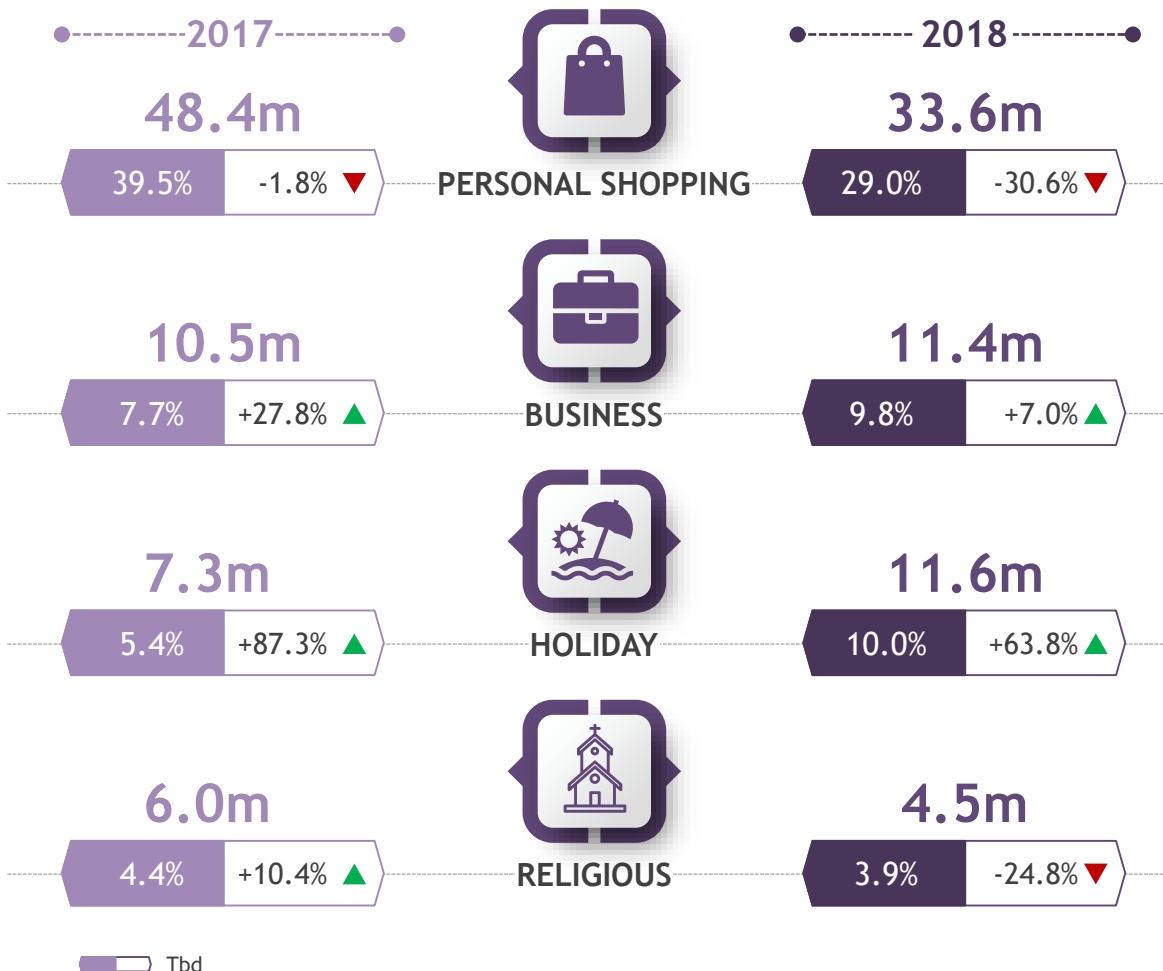 2017
2018
48.4m
33.6m
39.5%
-1.8%
PERSONAL SHOPPING
29.0%
-30.6%
10.5m
11.4m
7.7%
+27.8%
BUSINESS
9.8%
+7.0%
7.3m
11.6m
5.4%
+87.3%
HOLIDAY
10.0%
+63.8%
6.0m
4.5m
4.4%
+10.4%
RELIGIOUS
3.9%
-24.8%
Tbd